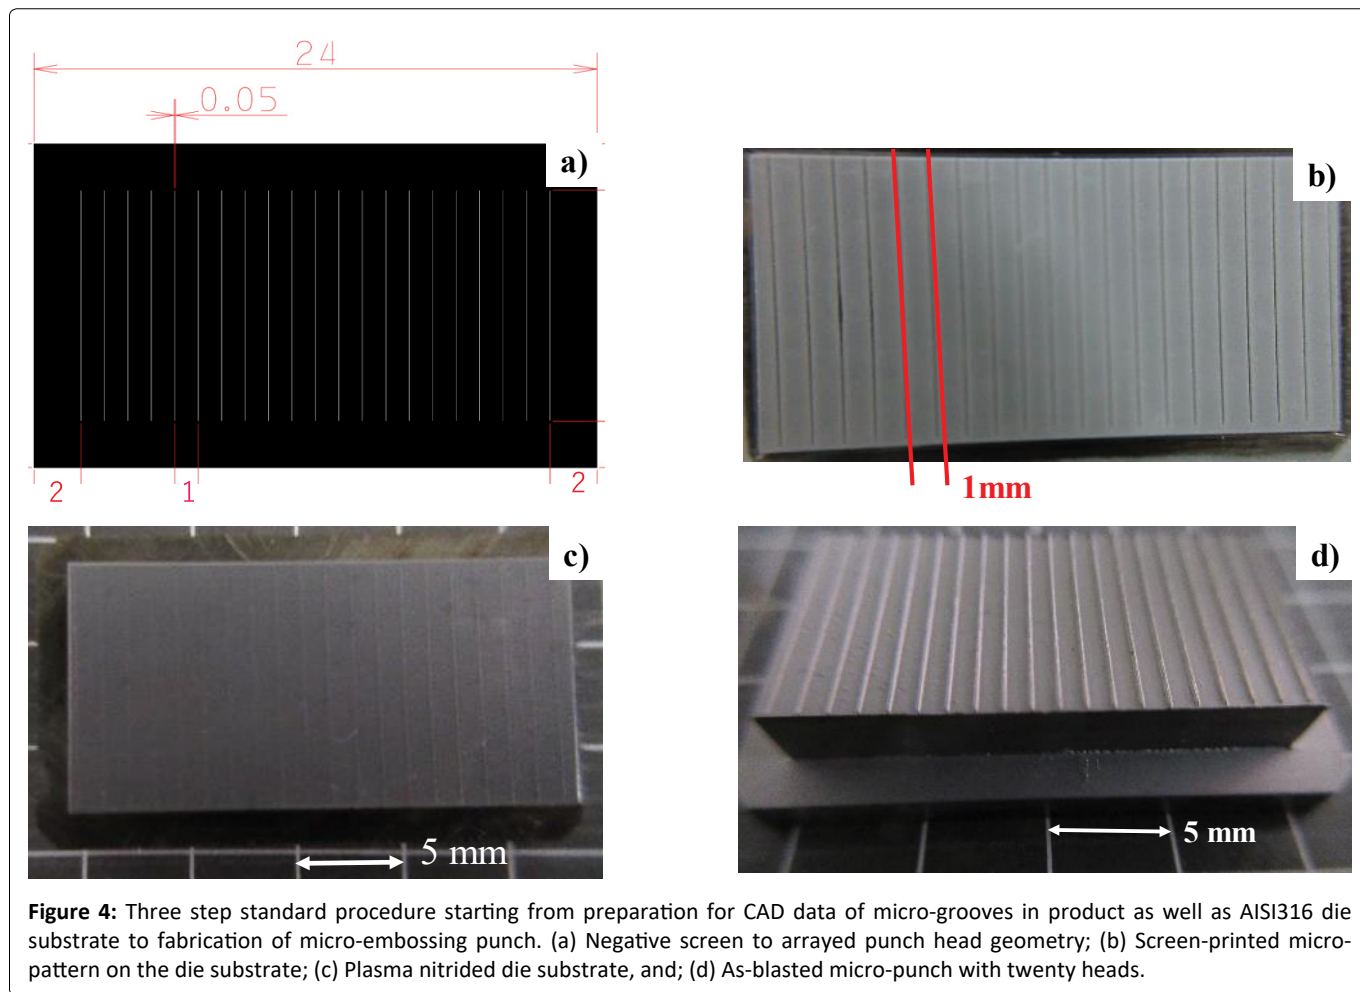 24
0.05
a)
2
1
2
b)
1mm
c)
5 mm
d)
5 mm
Figure 4: Three step standard procedure starting from preparation for CAD data of micro-grooves in product as well as AISI316 die
substrate to fabrication of micro-embossing punch. (a) Negative screen to arrayed punch head geometry; (b) Screen-printed micro-
pattern on the die substrate; (c) Plasma nitrided die substrate, and; (d) As-blasted micro-punch with twenty heads.